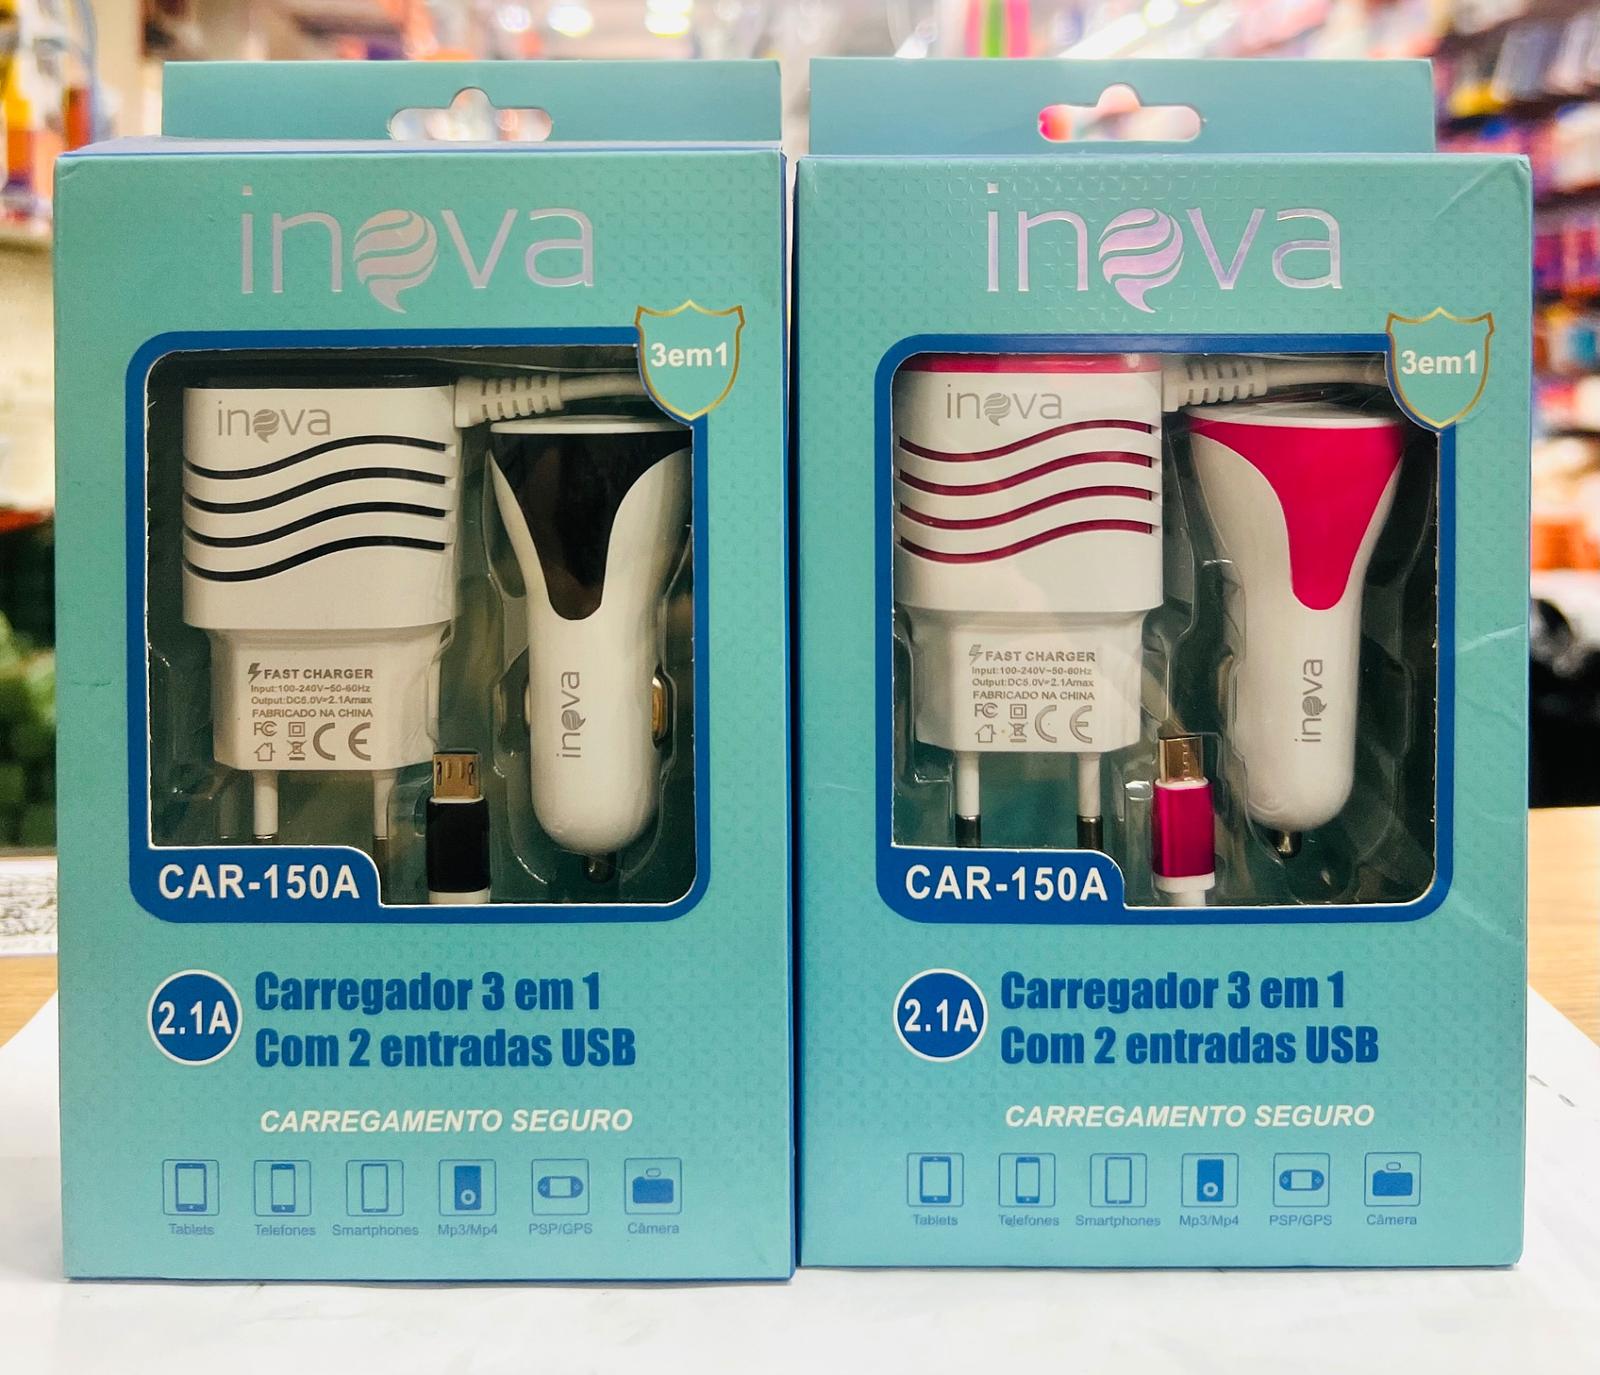 inova
3em1
inova
FAST CHARGER
Input:100-240V~50-60Hz
Output:DC5.0V=2.1Amax
FABRICADO NA CHINA
FC
CE
inova
CAR-150A
2.1A
Carregador 3 em 1
Com 2 entradas USB
CARREGAMENTO SEGURO
Tablets
Telefones
Smartphones
Mp3/Mp4
PSP/GPS
Câmera
inova
3em1
inova
FAST CHARGER
Input:100-240V~50-60Hz
Output:DC5.0V=2.1Amax
FABRICADO NA CHINA
FC
CE
inova
CAR-150A
2.1A
Carregador 3 em 1
Com 2 entradas USB
CARREGAMENTO SEGURO
Tablets
Telefones
Smartphones
Mp3/Mp4
PSP/GPS
Câmera